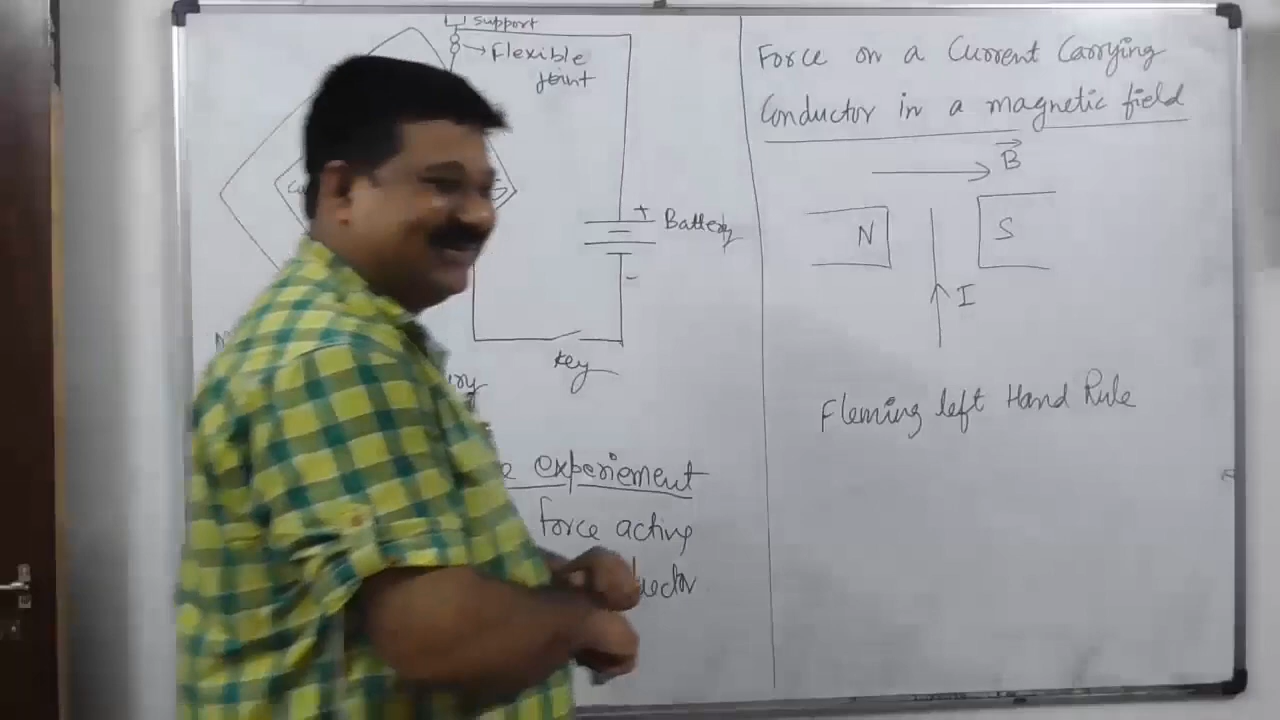 support
→ Flexible
joint
+ Battery
-
Key
experiement
force acting
Force on a Current Carrying
Conductor in a magnetic field
B
N
S
I
Fleming left Hand Rule